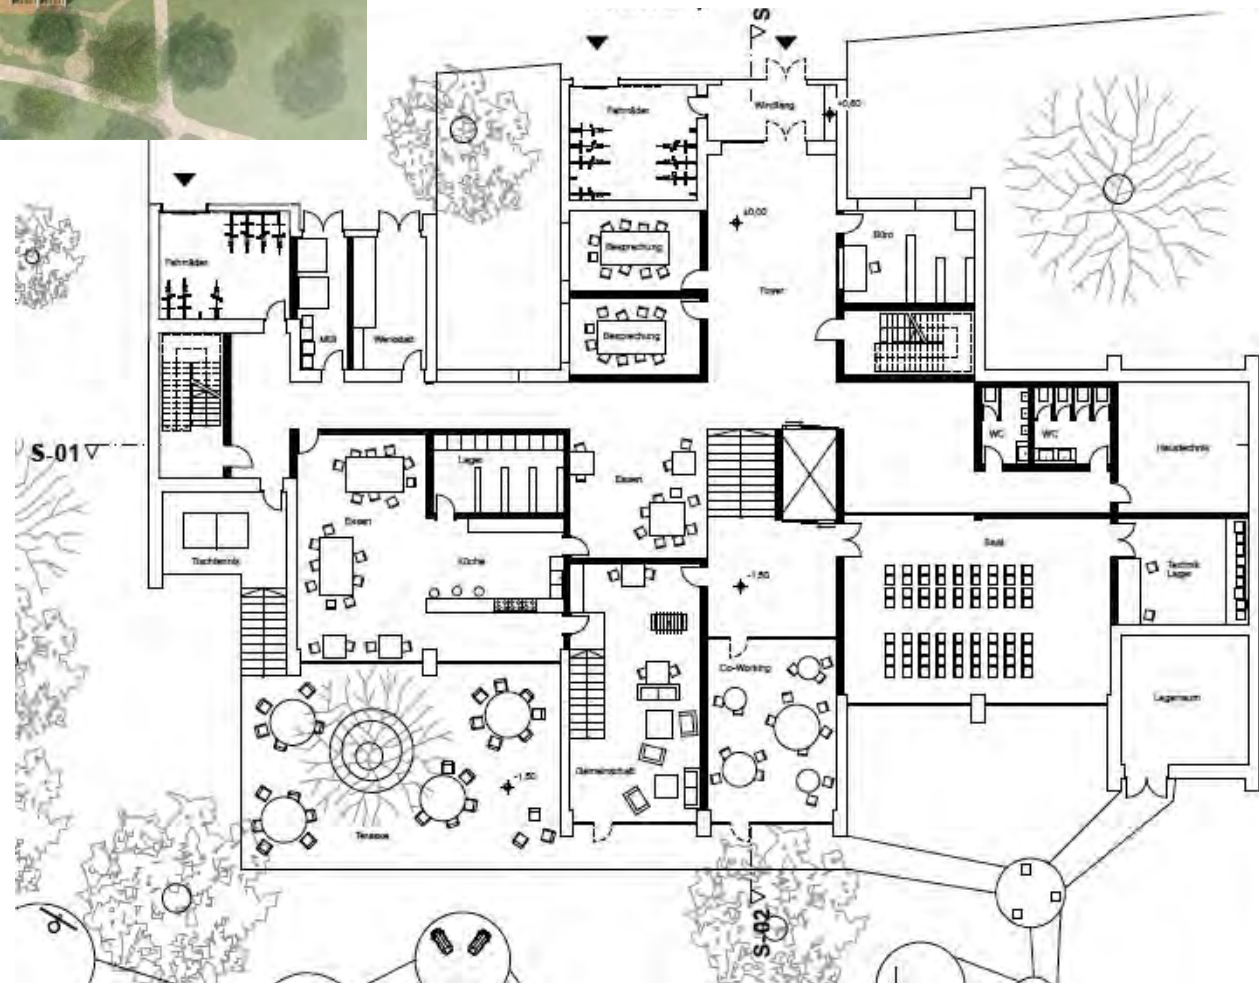 S
Fahrräder
Windfang
+0,60
±0,00
Büro
Fahrräder
Besprechung
Foyer
Müll
Werkstatt
Besprechung
WC
WC
Haustechnik
S-01
Lager
Essen
Essen
Saal
Tischtennis
Küche
Technik
Lager
-1,50
Co-Working
Lagerraum
Gemeinschaft
-1,50
Terrasse
S-02